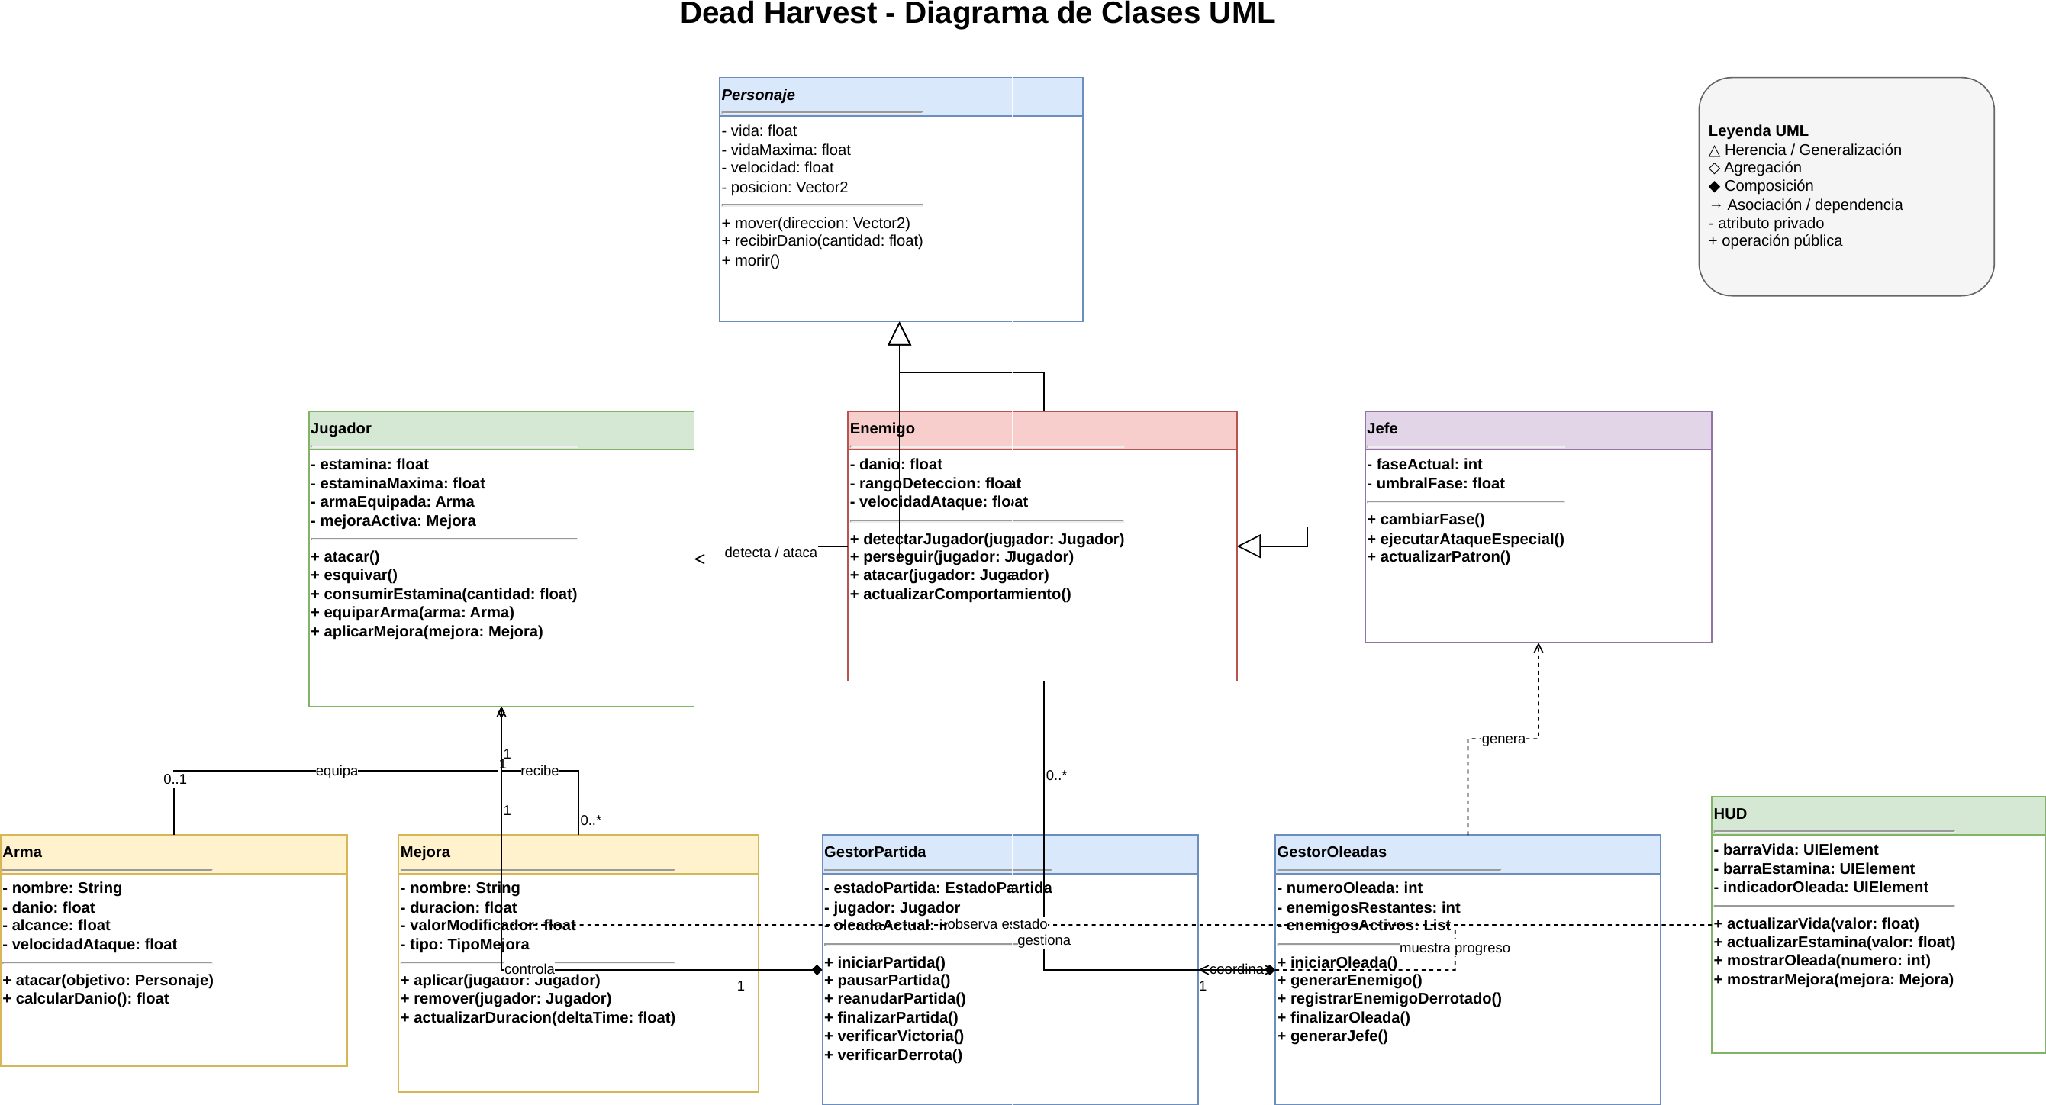 Dead Harvest - Diagrama de Clases UML
Personaje
- vida: float
- vidaMaxima: float
- velocidad: float
- posicion: Vector2
+ mover(direccion: Vector2)
+ recibirDanio(cantidad: float)
+ morir()
Leyenda UML
△ Herencia / Generalización
◇ Agregación
◆ Composición
→ Asociación / dependencia
- atributo privado
+ operación pública
Jugador
- estamina: float
- estaminaMaxima: float
- armaEquipada: Arma
- mejoraActiva: Mejora
+ atacar()
+ esquivar()
+ consumirEstamina(cantidad: float)
+ equiparArma(arma: Arma)
+ aplicarMejora(mejora: Mejora)
detecta / ataca
Enemigo
- danio: float
- rangoDeteccion: float
- velocidadAtaque: float
+ detectarJugador(jugador: Jugador)
+ perseguir(jugador: Jugador)
+ atacar(jugador: Jugador)
+ actualizarComportamiento()
Jefe
- faseActual: int
- umbralFase: float
+ cambiarFase()
+ ejecutarAtaqueEspecial()
+ actualizarPatron()
genera
1
1
equipa
recibe
0..1
0..*
1
0..*
Arma
- nombre: String
- danio: float
- alcance: float
- velocidadAtaque: float
+ atacar(objetivo: Personaje)
+ calcularDanio(): float
Mejora
- nombre: String
- duracion: float
- valorModificador: float
- tipo: TipoMejora
+ aplicar(jugador: Jugador)
+ remover(jugador: Jugador)
+ actualizarDuracion(deltaTime: float)
controla
1
GestorPartida
- estadoPartida: EstadoPartida
- jugador: Jugador
- oleadaActual:
observa estado
gestiona
+ iniciarPartida()
+ pausarPartida()
+ reanudarPartida()
+ finalizarPartida()
+ verificarVictoria()
+ verificarDerrota()
coordina
1
GestorOleadas
- numeroOleada: int
- enemigosRestantes: int
- enemigosActivos: List
muestra progreso
+ iniciarOleada()
+ generarEnemigo()
+ registrarEnemigoDerrotado()
+ finalizarOleada()
+ generarJefe()
HUD
- barraVida: UIElement
- barraEstamina: UIElement
- indicadorOleada: UIElement
+ actualizarVida(valor: float)
+ actualizarEstamina(valor: float)
+ mostrarOleada(numero: int)
+ mostrarMejora(mejora: Mejora)